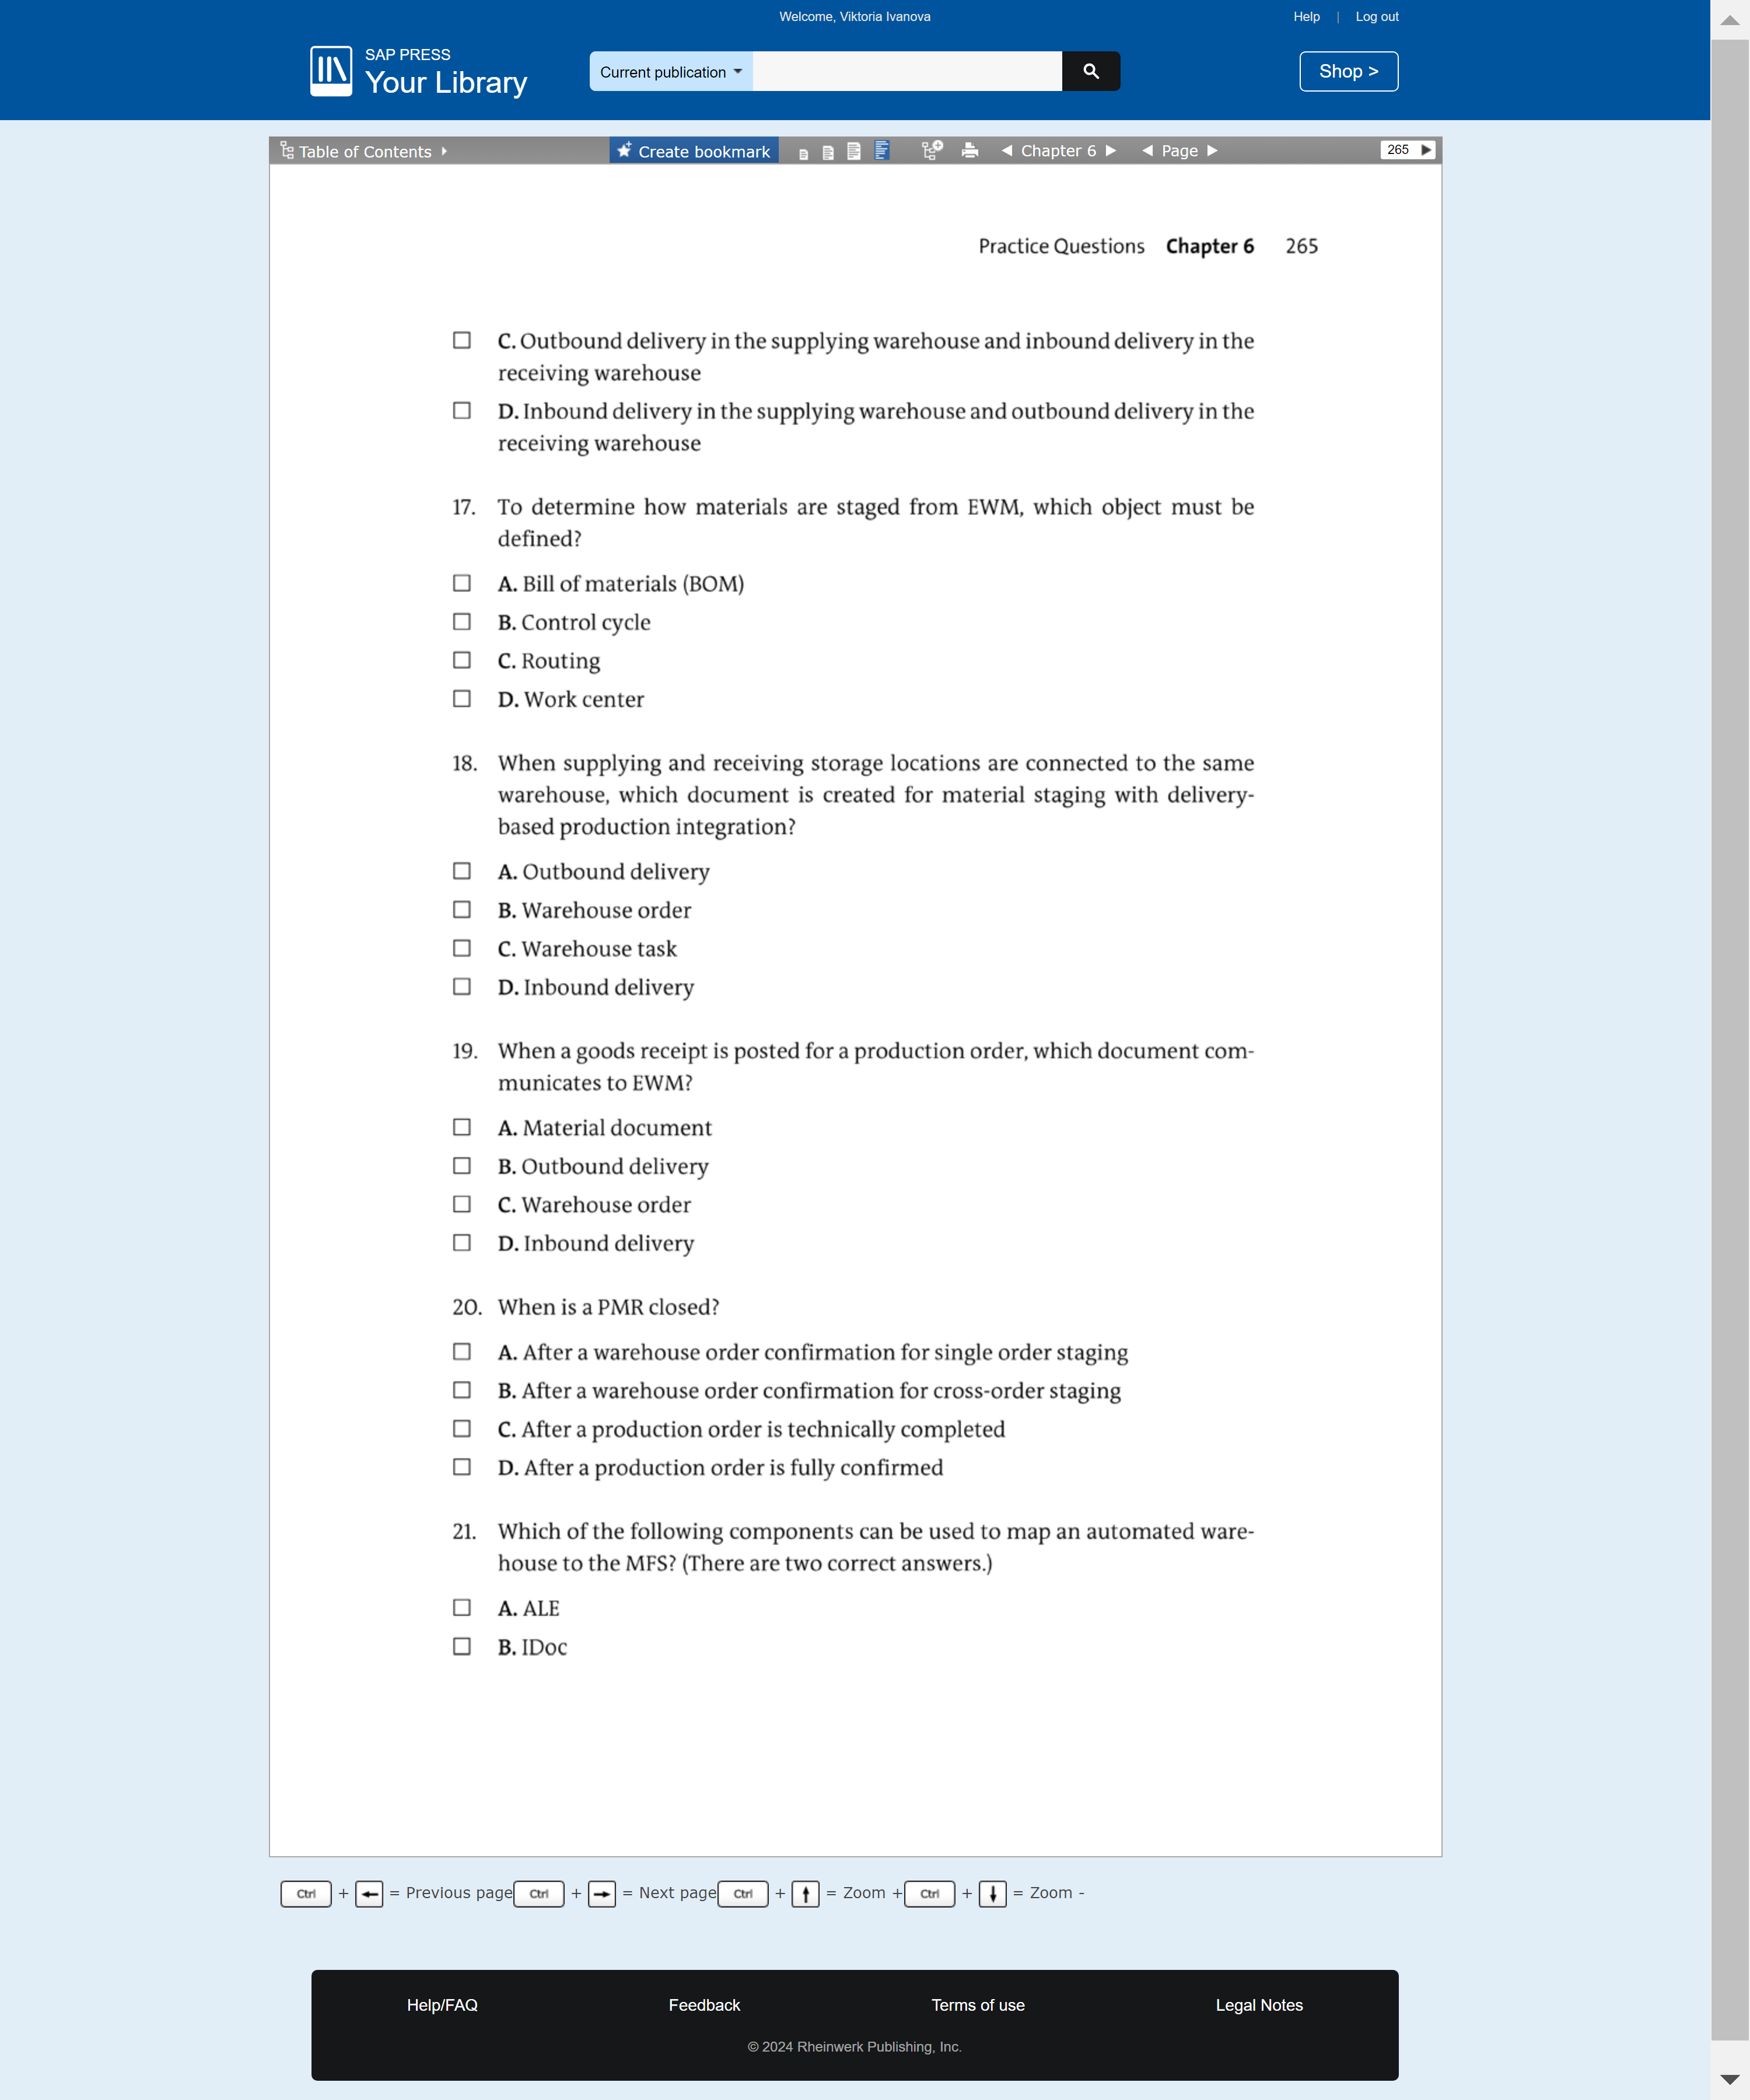 Welcome, Viktoria Ivanova
Help | Log out
SAP PRESS
Your Library
Current publication
Shop >
Table of Contents
Create bookmark
Chapter 6
Page
265
Practice Questions Chapter 6 265
C. Outbound delivery in the supplying warehouse and inbound delivery in the
receiving warehouse
D. Inbound delivery in the supplying warehouse and outbound delivery in the
receiving warehouse
17. To determine how materials are staged from EWM, which object must be
defined?
A. Bill of materials (BOM)
B. Control cycle
C. Routing
D. Work center
18. When supplying and receiving storage locations are connected to the same
warehouse, which document is created for material staging with delivery-
based production integration?
A. Outbound delivery
B. Warehouse order
C. Warehouse task
D. Inbound delivery
19. When a goods receipt is posted for a production order, which document com-
municates to EWM?
A. Material document
B. Outbound delivery
C. Warehouse order
D. Inbound delivery
20. When is a PMR closed?
A. After a warehouse order confirmation for single order staging
B. After a warehouse order confirmation for cross-order staging
C. After a production order is technically completed
D. After a production order is fully confirmed
21. Which of the following components can be used to map an automated ware-
house to the MFS? (There are two correct answers.)
A. ALE
B. IDoc
Ctrl + ← = Previous page Ctrl + → = Next page Ctrl + ↑ = Zoom + Ctrl + ↓ = Zoom -
Help/FAQ
Feedback
Terms of use
Legal Notes
© 2024 Rheinwerk Publishing, Inc.